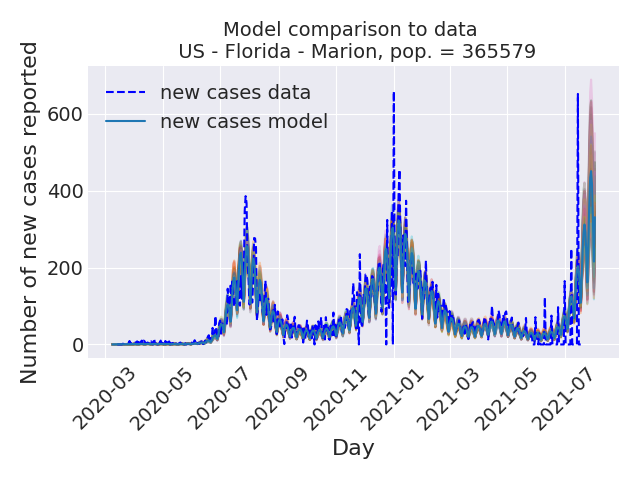 Model comparison to data
US - Florida - Marion, pop. = 365579
Number of new cases reported
new cases data
new cases model
600
400
200
0
2020-03
2020-05
2020-07
2020-09
2020-11
2021-01
2021-03
2021-05
2021-07
Day